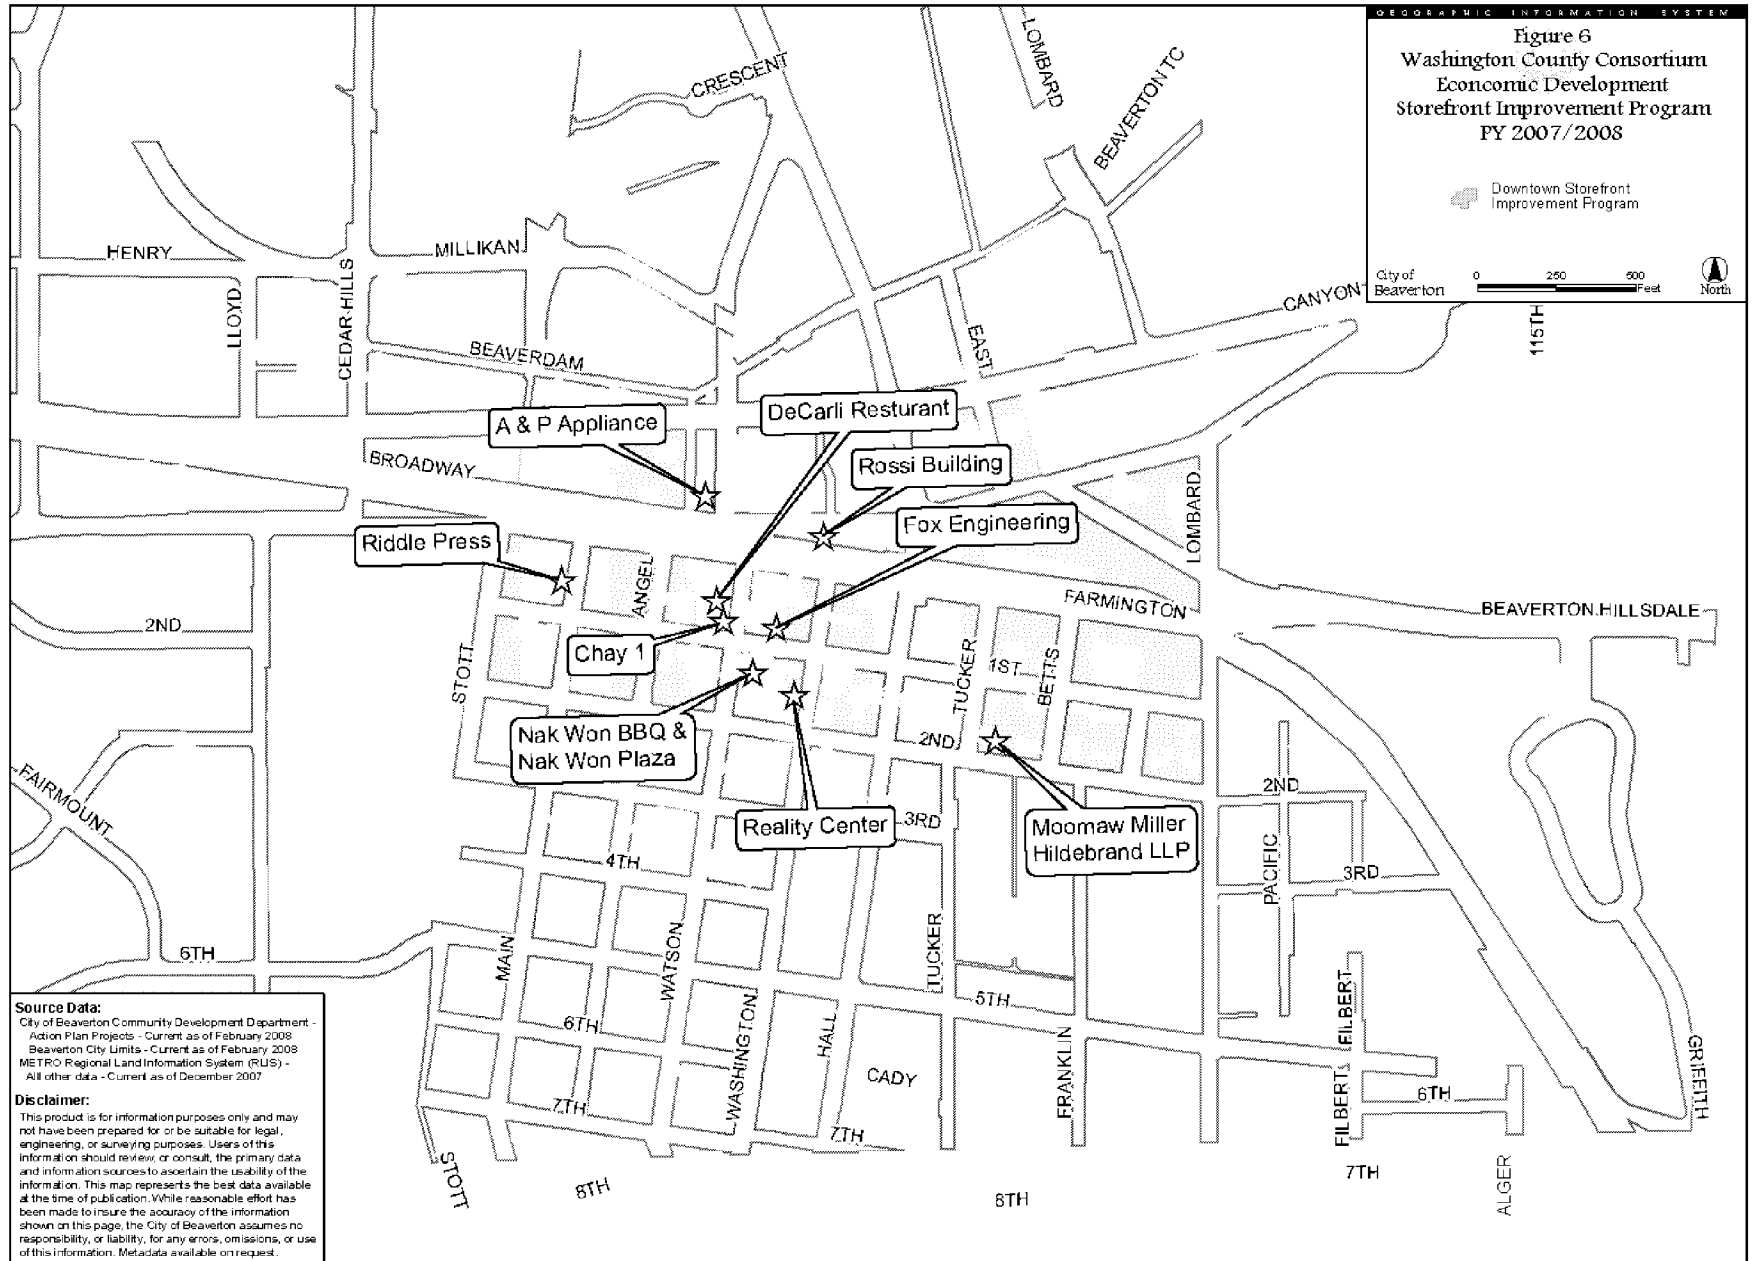 GEOGRAPHIC INFORMATION SYSTEM
Figure 6
Washington County Consortium
Econcomic Development
Storefront Improvement Program
PY 2007/2008
Downtown Storefront
Improvement Program
City of
Beaverton
0 250 500
Feet
North
LOMBARD
CRESCENT
BEAVERTON TC
HENRY
MILLIKAN
LLOYD
CEDAR HILLS
CANYON
115TH
EAST
BEAVERDAM
DeCarli Resturant
A & P Appliance
BROADWAY
Rossi Building
LOMBARD
Fox Engineering
Riddle Press
ANGEL
FARMINGTON
BEAVERTON HILLSDALE
2ND
Chay 1
STOTT
TUCKER
1ST
BETTS
Nak Won BBQ &
Nak Won Plaza
2ND
2ND
FAIRMOUNT
Reality Center
3RD
Moomaw Miller
Hildebrand LLP
4TH
PACIFIC
3RD
6TH
MAIN
WATSON
TUCKER
5TH
FILBERT
6TH
WASHINGTON
HALL
CADY
FRANKLIN
GRIFFITH
FILBERT
6TH
7TH
7TH
STOTT
8TH
8TH
7TH
ALGER
Source Data:
City of Beaverton Community Development Department -
Action Plan Projects - Current as of February 2008
Beaverton City Limits - Current as of February 2008
METRO Regional Land Information System (RLIS) -
All other data - Current as of December 2007
Disclaimer:
This product is for information purposes only and may
not have been prepared for or be suitable for legal,
engineering, or surveying purposes. Users of this
information should review, or consult, the primary data
and information sources to ascertain the usability of the
information. This map represents the best data available
at the time of publication. While reasonable effort has
been made to insure the accuracy of the information
shown on this page, the City of Beaverton assumes no
responsibility, or liability, for any errors, omissions, or use
of this information. Metadata available on request.